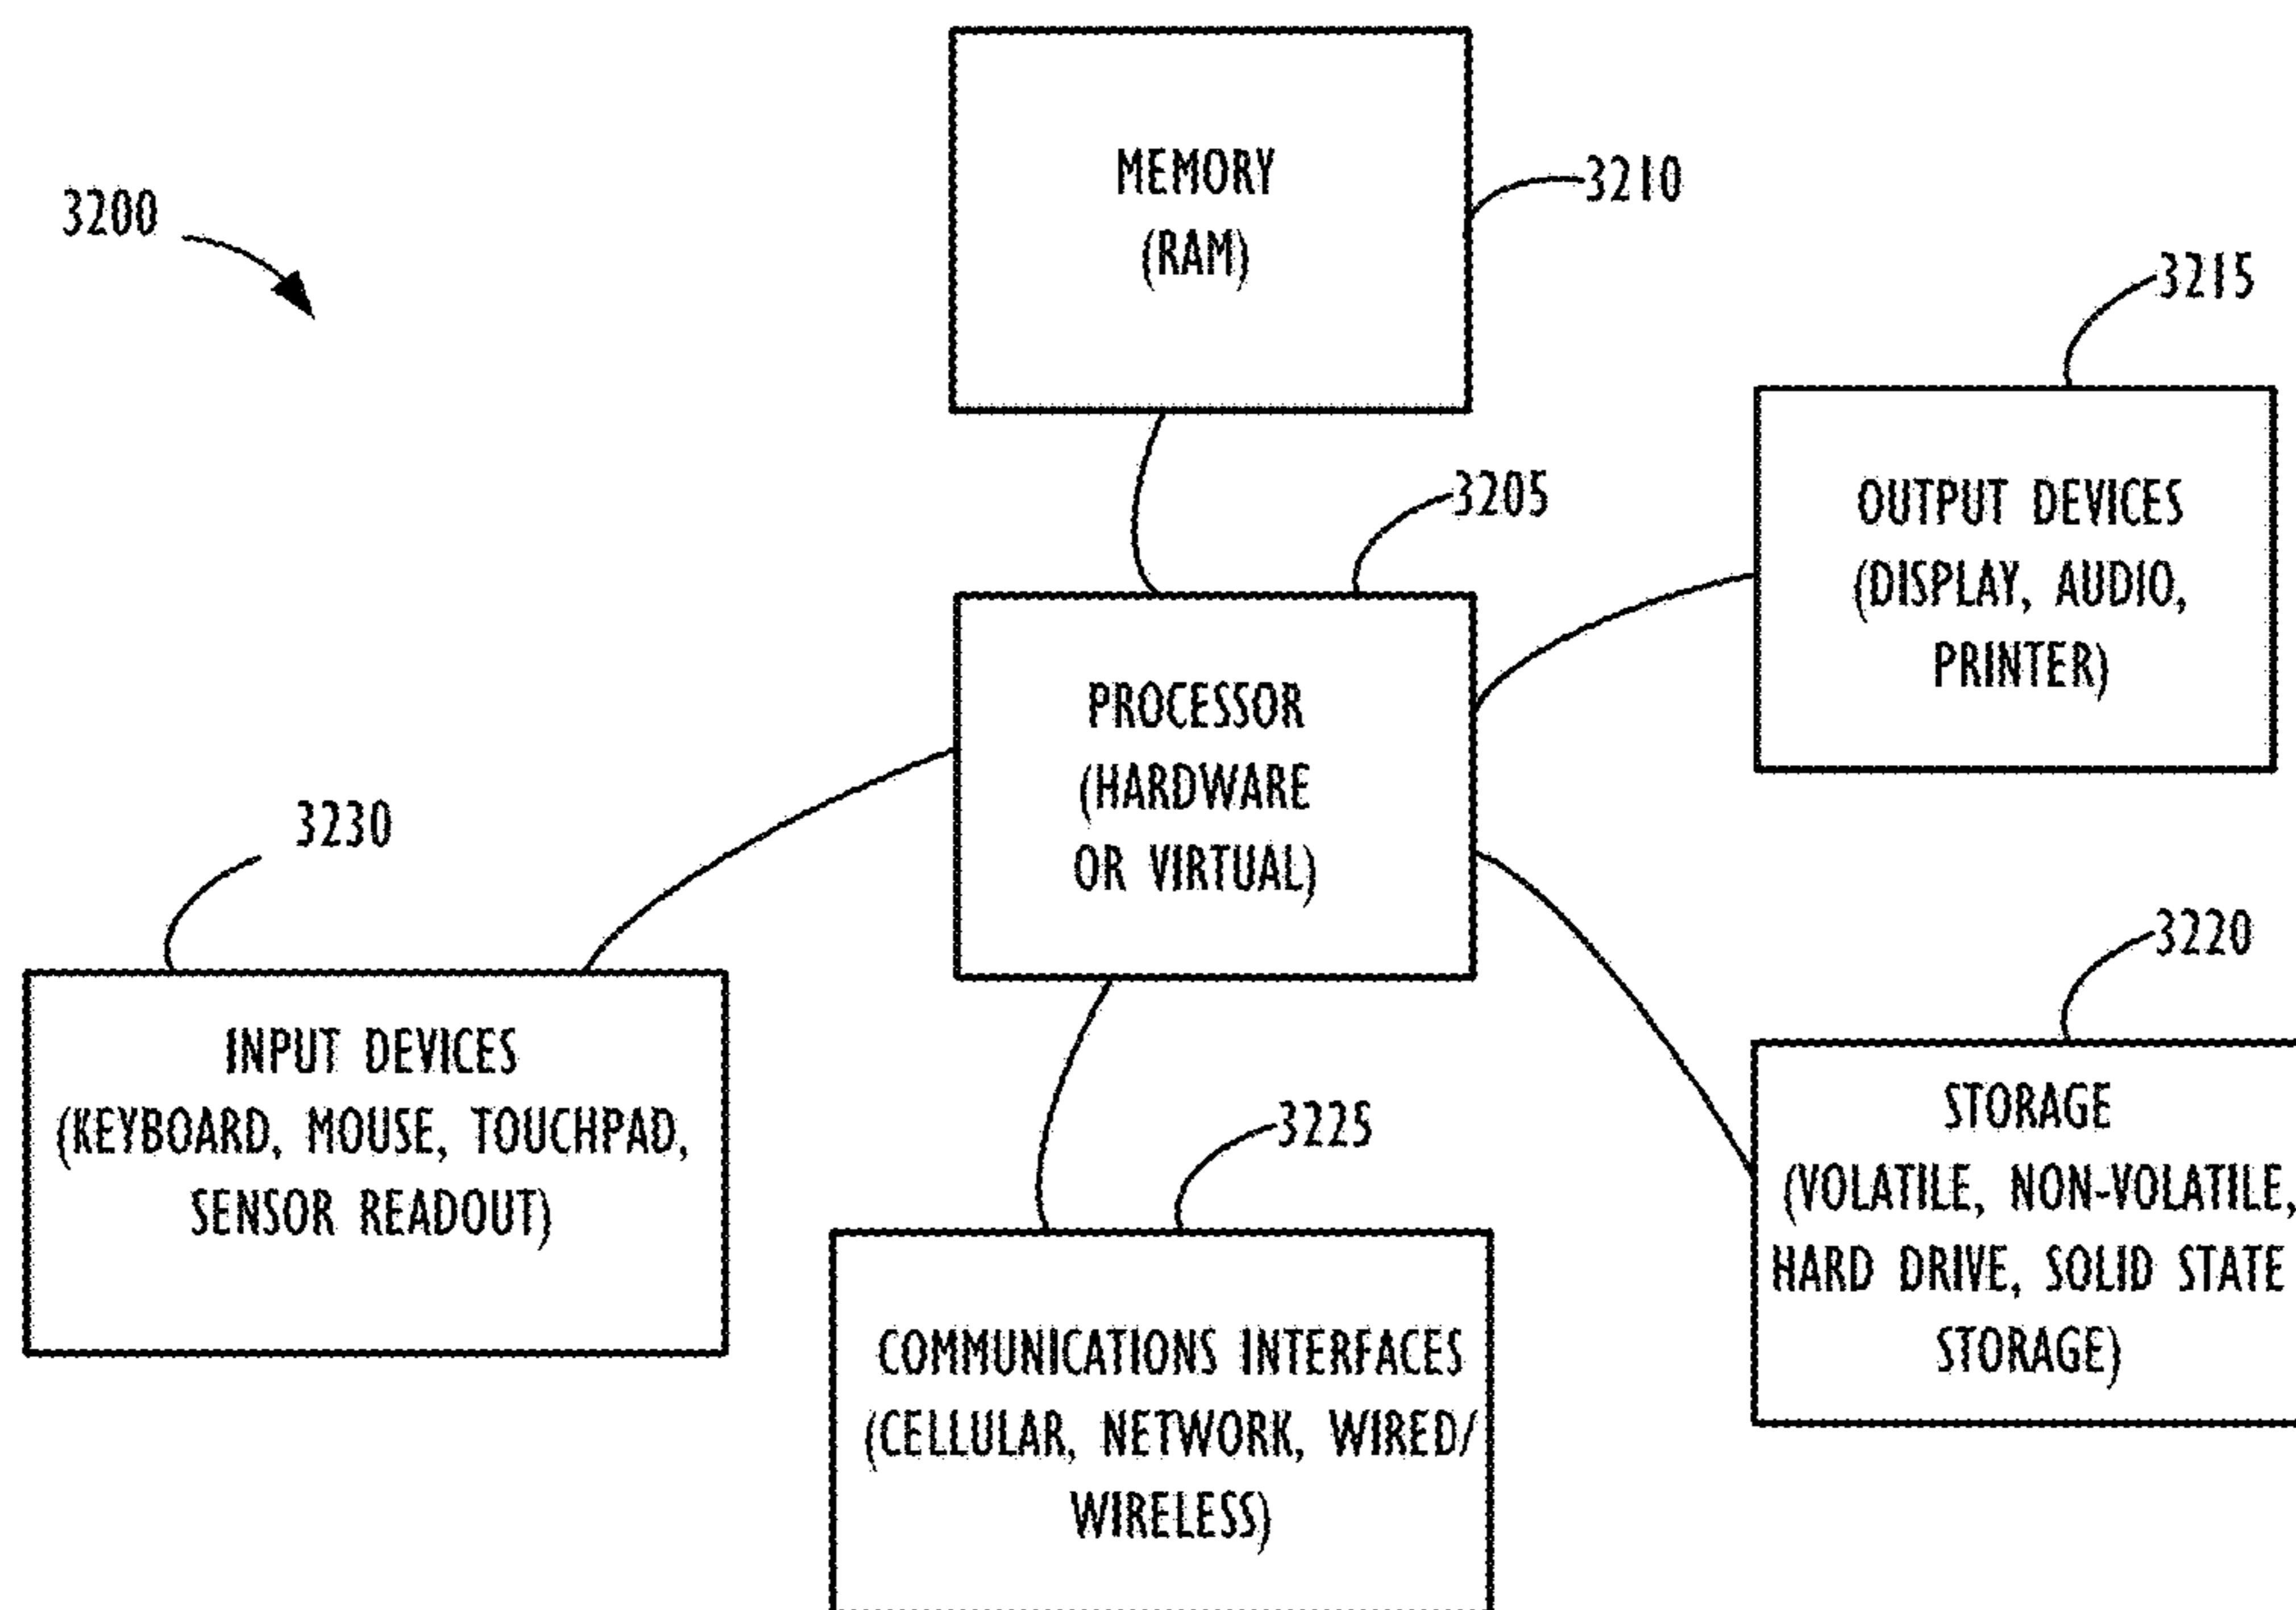 3200
MEMORY
(RAM)
3210
3215
OUTPUT DEVICES
(DISPLAY, AUDIO,
PRINTER)
3205
PROCESSOR
(HARDWARE
OR VIRTUAL)
3230
INPUT DEVICES
(KEYBOARD, MOUSE, TOUCHPAD,
SENSOR READOUT)
3220
STORAGE
(VOLATILE, NON-VOLATILE,
HARD DRIVE, SOLID STATE
STORAGE)
3225
COMMUNICATIONS INTERFACES
(CELLULAR, NETWORK, WIRED/
WIRELESS)